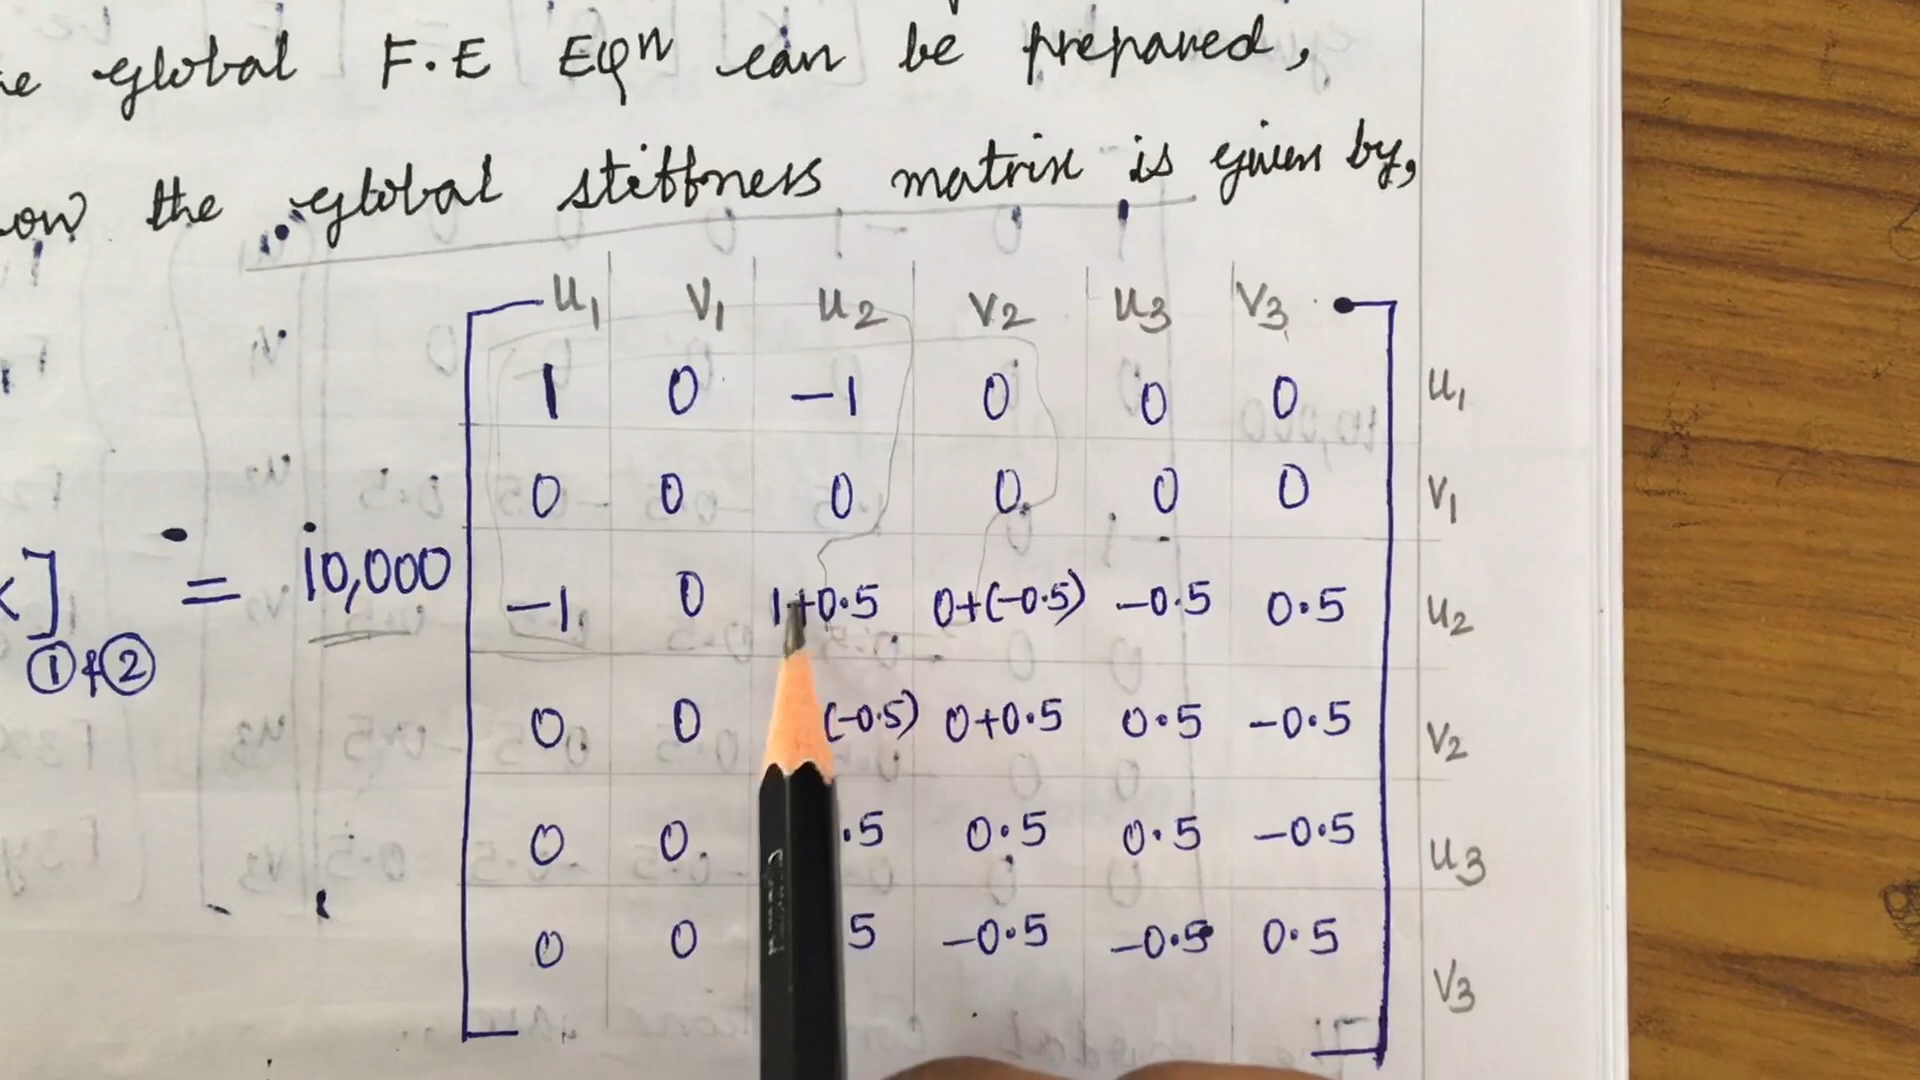 global F.E Eqⁿ can be prepared,
the global stiffness matrix is given by,
u₁ v₁ u₂ v₂ u₃ v₃
1 0 -1 0 0 0 u₁
0 0 0 0 0 0 v₁
] ①+② = 10,000 -1 0 1+0.5 0+(-0.5) -0.5 0.5 u₂
0 0 (-0.5) 0+0.5 0.5 -0.5 v₂
0 0 .5 0.5 0.5 -0.5 u₃
0 0 5 -0.5 -0.5 0.5 v₃